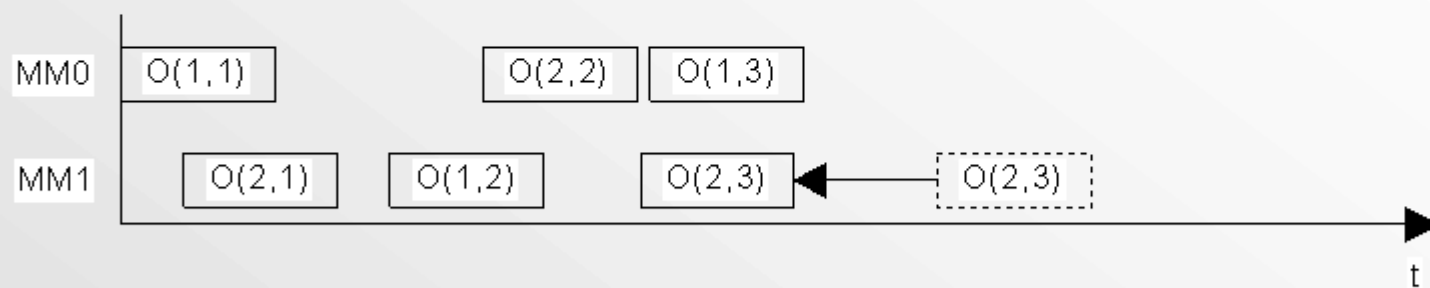 MM0 O(1,1) O(2,2) O(1,3)
MM1 O(2,1) O(1,2) O(2,3) O(2,3)
t